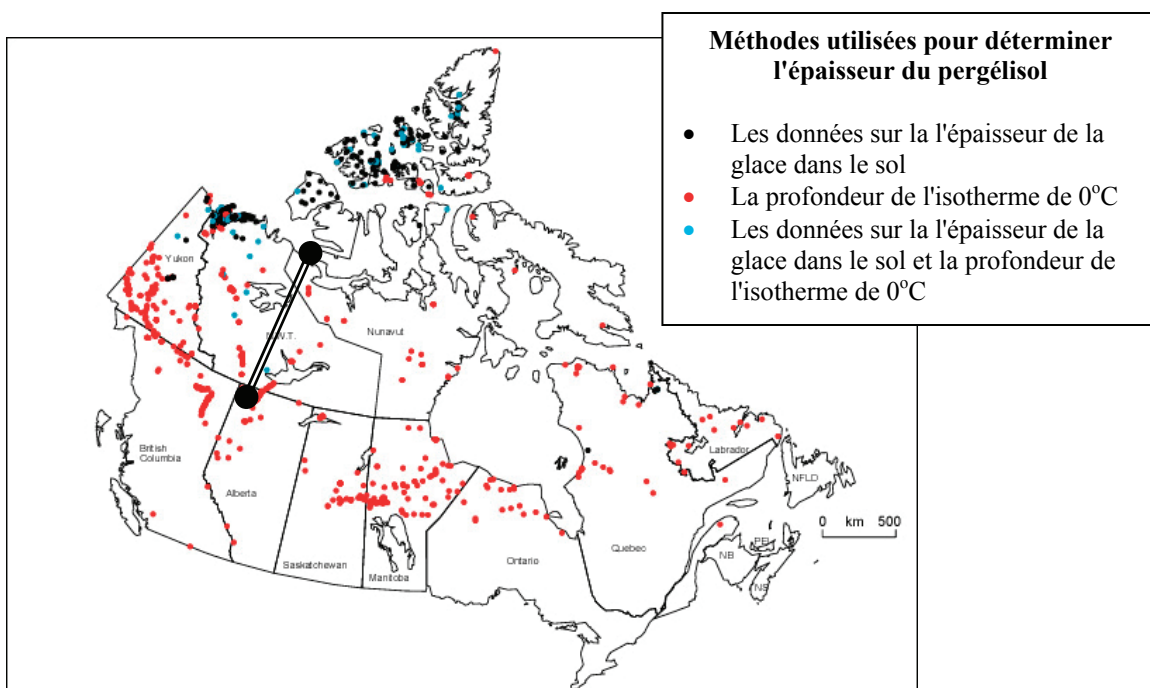 Méthodes utilisées pour déterminer
l'épaisseur du pergélisol
Les données sur la l'épaisseur de la
glace dans le sol
La profondeur de l'isotherme de 0°C
Les données sur la l'épaisseur de la
glace dans le sol et la profondeur de
l'isotherme de 0°C
Yukon
Nunavut
British
Columbia
Alberta
Saskatchewan
Manitoba
Ontario
Quebec
Labrador
NFLD
0 km 500
PEI
NB
NS